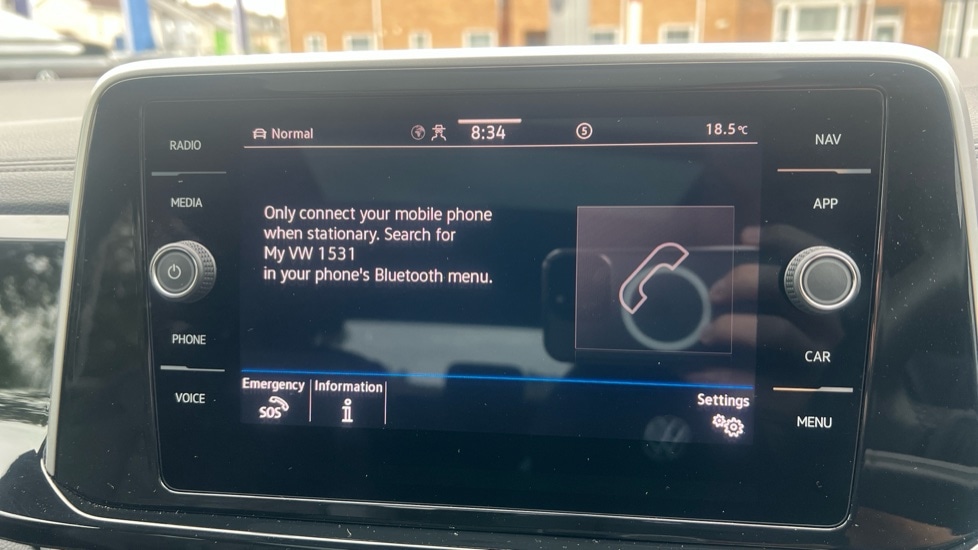 RADIO
MEDIA
PHONE
VOICE
Normal
8:34
5
18.5°C
Only connect your mobile phone
when stationary. Search for
My VW 1531
in your phone's Bluetooth menu.
Emergency
SOS
Information
i
Settings
NAV
APP
CAR
MENU